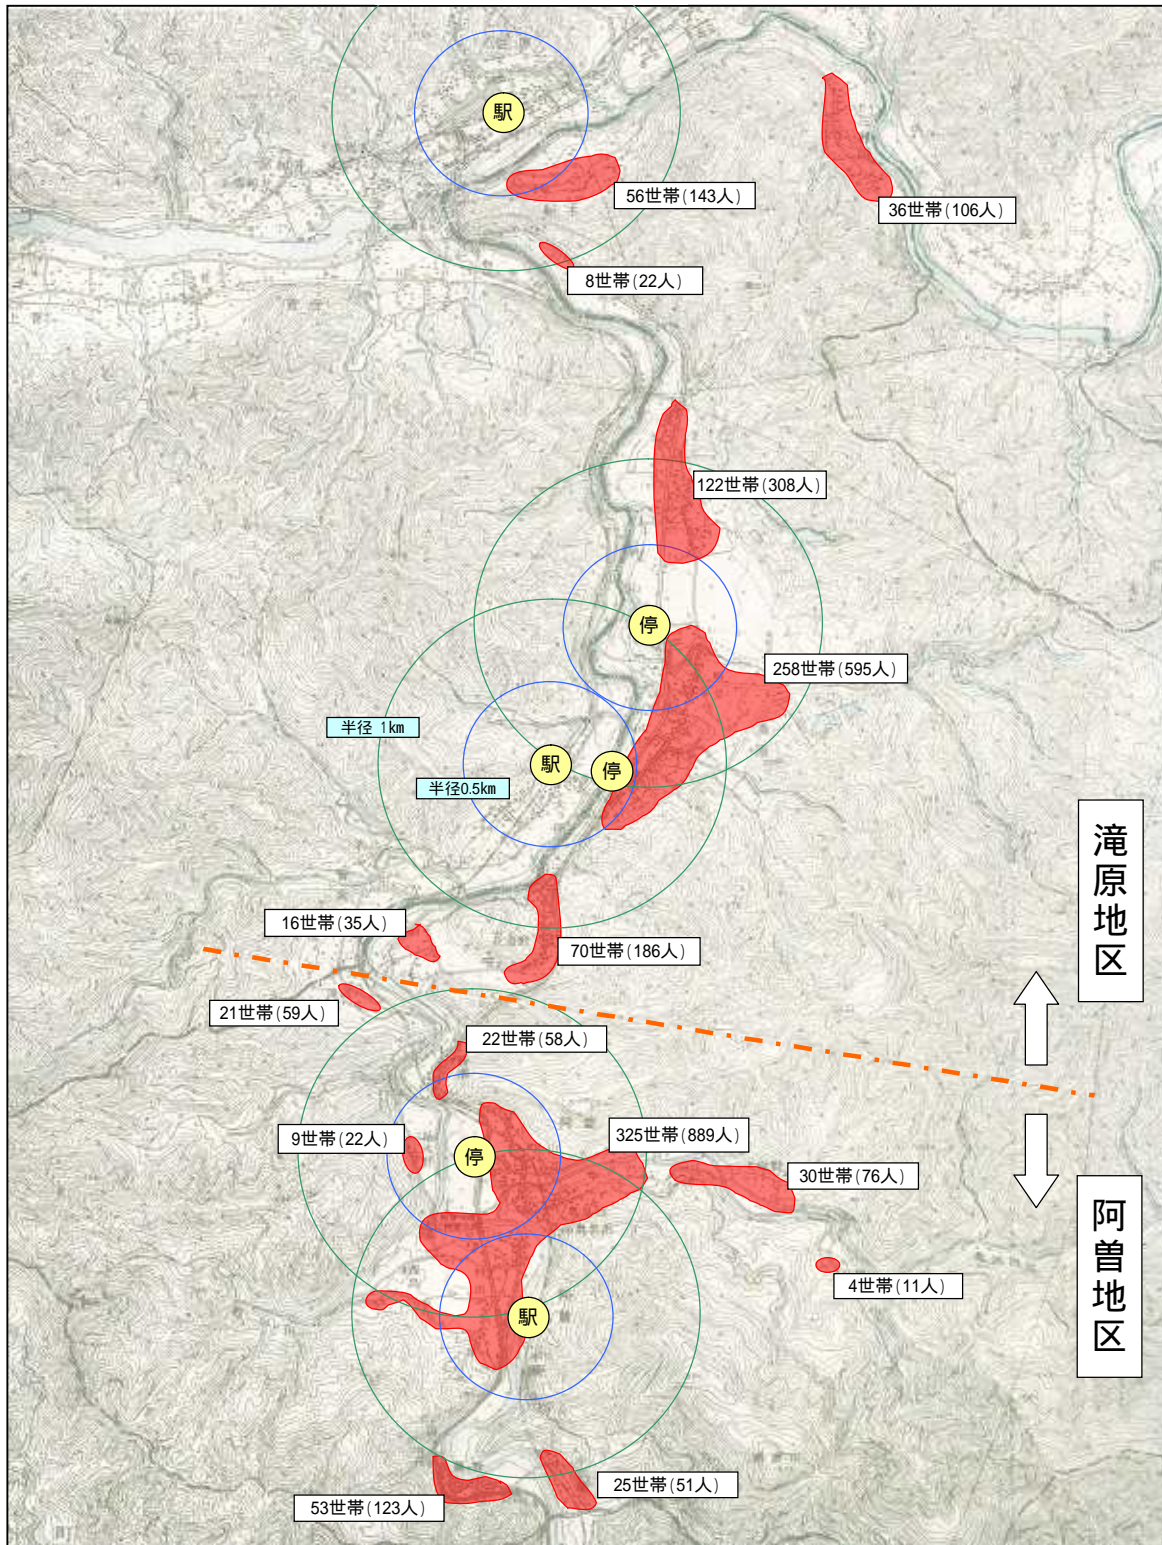 駅
56世帯(143人)
36世帯(106人)
8世帯(22人)
122世帯(308人)
停
258世帯(595人)
半径 1km
駅
停
半径0.5km
滝原地区
16世帯(35人)
70世帯(186人)
21世帯(59人)
22世帯(58人)
325世帯(889人)
9世帯(22人)
停
30世帯(76人)
阿曽地区
4世帯(11人)
駅
25世帯(51人)
53世帯(123人)